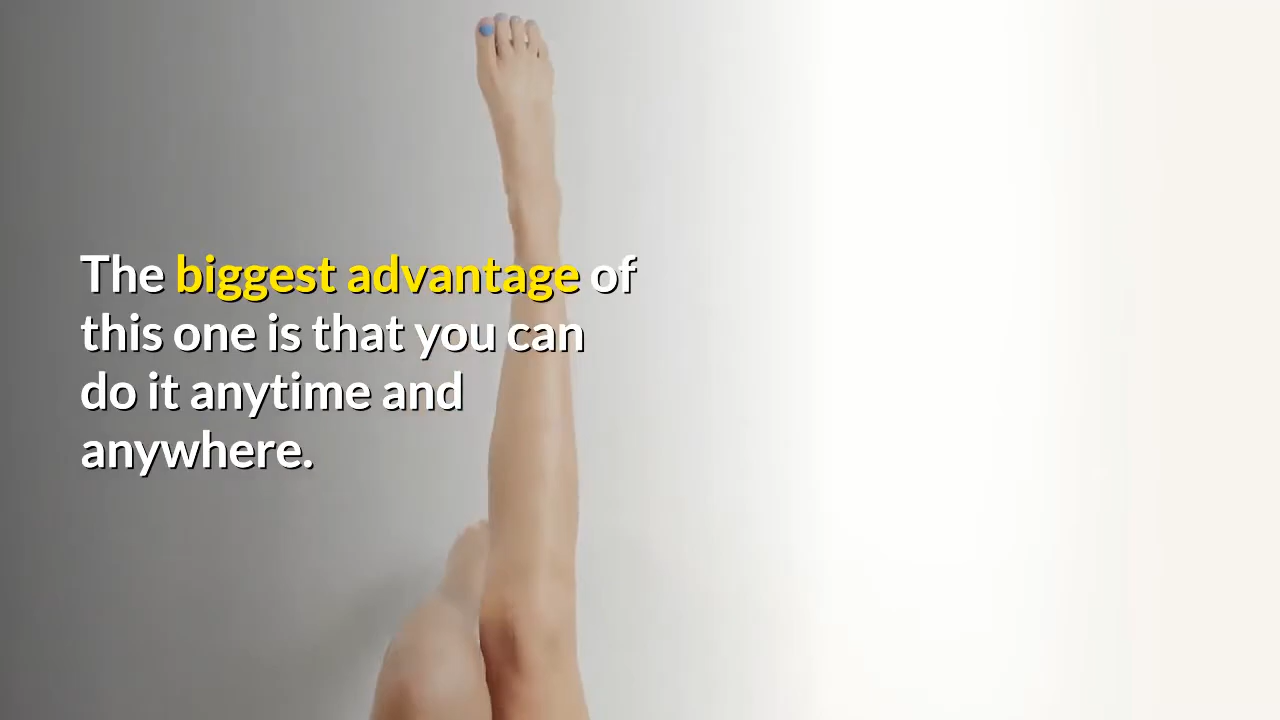 The biggest advantage of
this one is that you can
do it anytime and
anywhere.